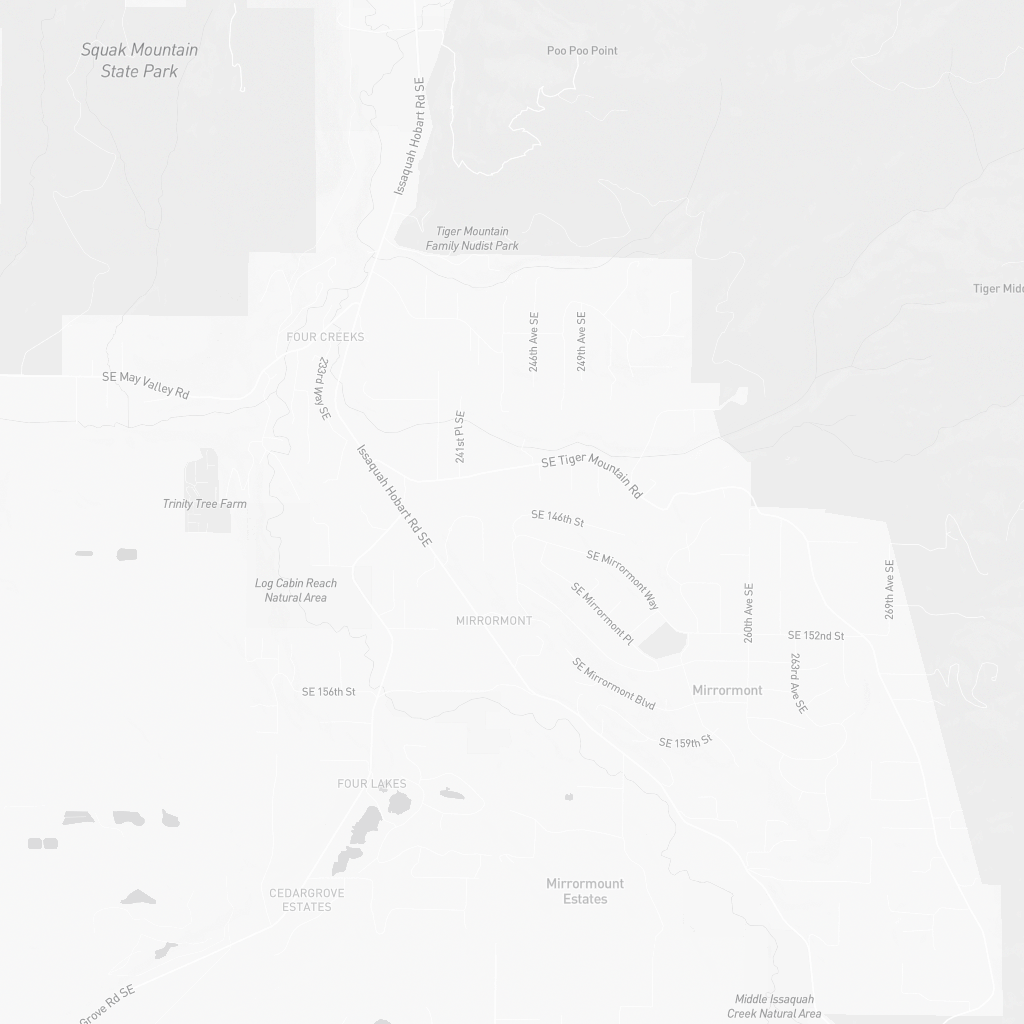 Squak Mountain
State Park
Poo Poo Point
Issaquah Hobart Rd SE
Tiger Mountain
Family Nudist Park
Tiger Midd
FOUR CREEKS
246th Ave SE
249th Ave SE
SE May Valley Rd
233rd Way SE
241st Pl SE
Issaquah Hobart Rd SE
SE Tiger Mountain Rd
Trinity Tree Farm
SE 146th St
SE Mirrormont Way
Log Cabin Reach
Natural Area
SE Mirrormont Pl
260th Ave SE
269th Ave SE
MIRRORMONT
SE 152nd St
SE 156th St
SE Mirrormont Blvd
Mirrormont
263rd Ave SE
SE 159th St
FOUR LAKES
CEDARGROVE
ESTATES
Mirrormount
Estates
Grove Rd SE
Middle Issaquah
Creek Natural Area